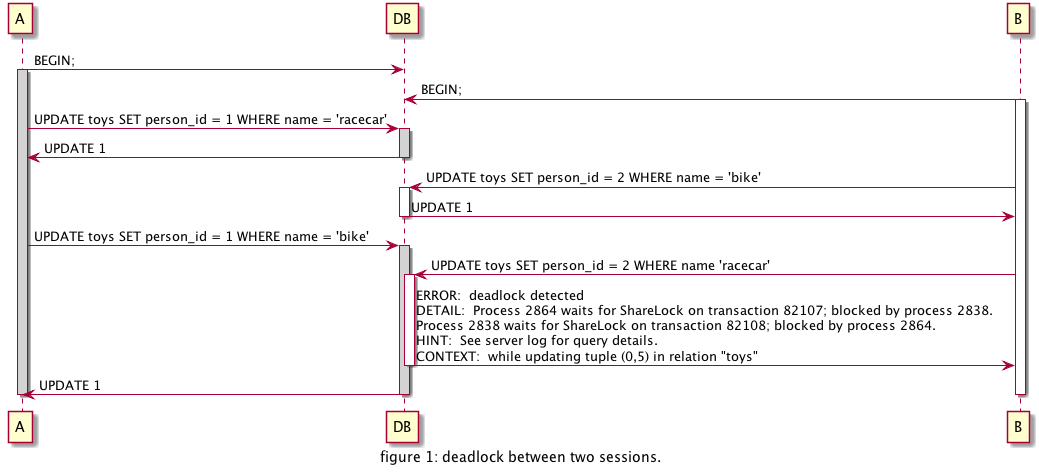 A DB B
BEGIN;
BEGIN;
UPDATE toys SET person_id = 1 WHERE name = 'racecar'
UPDATE 1
UPDATE toys SET person_id = 2 WHERE name = 'bike'
UPDATE 1
UPDATE toys SET person_id = 1 WHERE name = 'bike'
UPDATE toys SET person_id = 2 WHERE name 'racecar'
ERROR:  deadlock detected
DETAIL:  Process 2864 waits for ShareLock on transaction 82107; blocked by process 2838.
Process 2838 waits for ShareLock on transaction 82108; blocked by process 2864.
HINT:  See server log for query details.
CONTEXT:  while updating tuple (0,5) in relation "toys"
UPDATE 1
A DB B
figure 1: deadlock between two sessions.